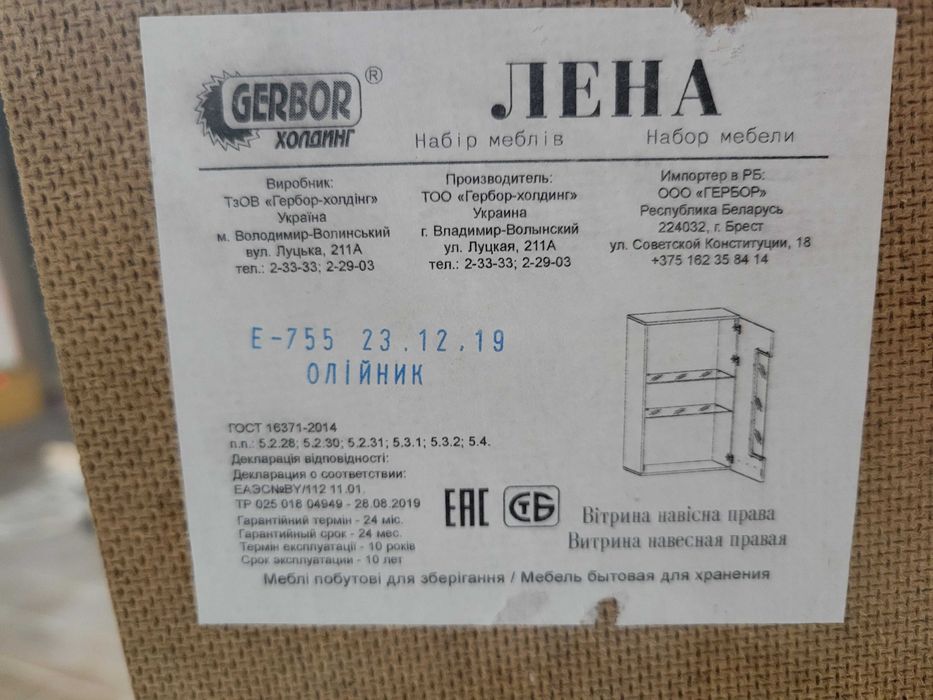 GERBOR®
ХОЛДИНГ
ЛЕНА
Набір меблів
Набор мебели
Виробник:
ТзОВ «Гербор-холдінг»
Україна
м. Володимир-Волинський
вул. Луцька, 211А
тел.: 2-33-33; 2-29-03
Производитель:
ТОО «Гербор-холдинг»
Украина
г. Владимир-Волынский
ул. Луцкая, 211А
тел.: 2-33-33; 2-29-03
Импортер в РБ:
ООО «ГЕРБОР»
Республика Беларусь
224032, г. Брест
ул. Советской Конституции, 18
+375 162 35 84 14
Е-755 23.12.19
ОЛІЙНИК
ГОСТ 16371-2014
п.п.: 5.2.28; 5.2.30; 5.2.31; 5.3.1; 5.3.2; 5.4.
Декларація відповідності:
Декларация о соответствии:
ЕАЭС№BY/112 11.01.
ТР 025 018 04949 - 28.08.2019
Гарантійний термін - 24 міс.
Гарантийный срок - 24 мес.
Термін експлуатації - 10 років
Срок эксплуатации - 10 лет
ЕАС СТБ
Вітрина навісна права
Витрина навесная правая
Меблі побутові для зберігання / Мебель бытовая для хранения